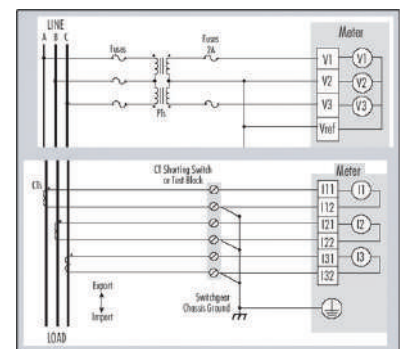 LINE
A B C
Fuses
Fuses
2A
PTs
Meter
V1 V1
V2 V2
V3 V3
Vref
CT Shorting Switch
or Test Block
CTs
Meter
I11 I1
I12
I21 I2
I22
I31 I3
I32
Export
Import
Switchgear
Chassis Ground
LOAD